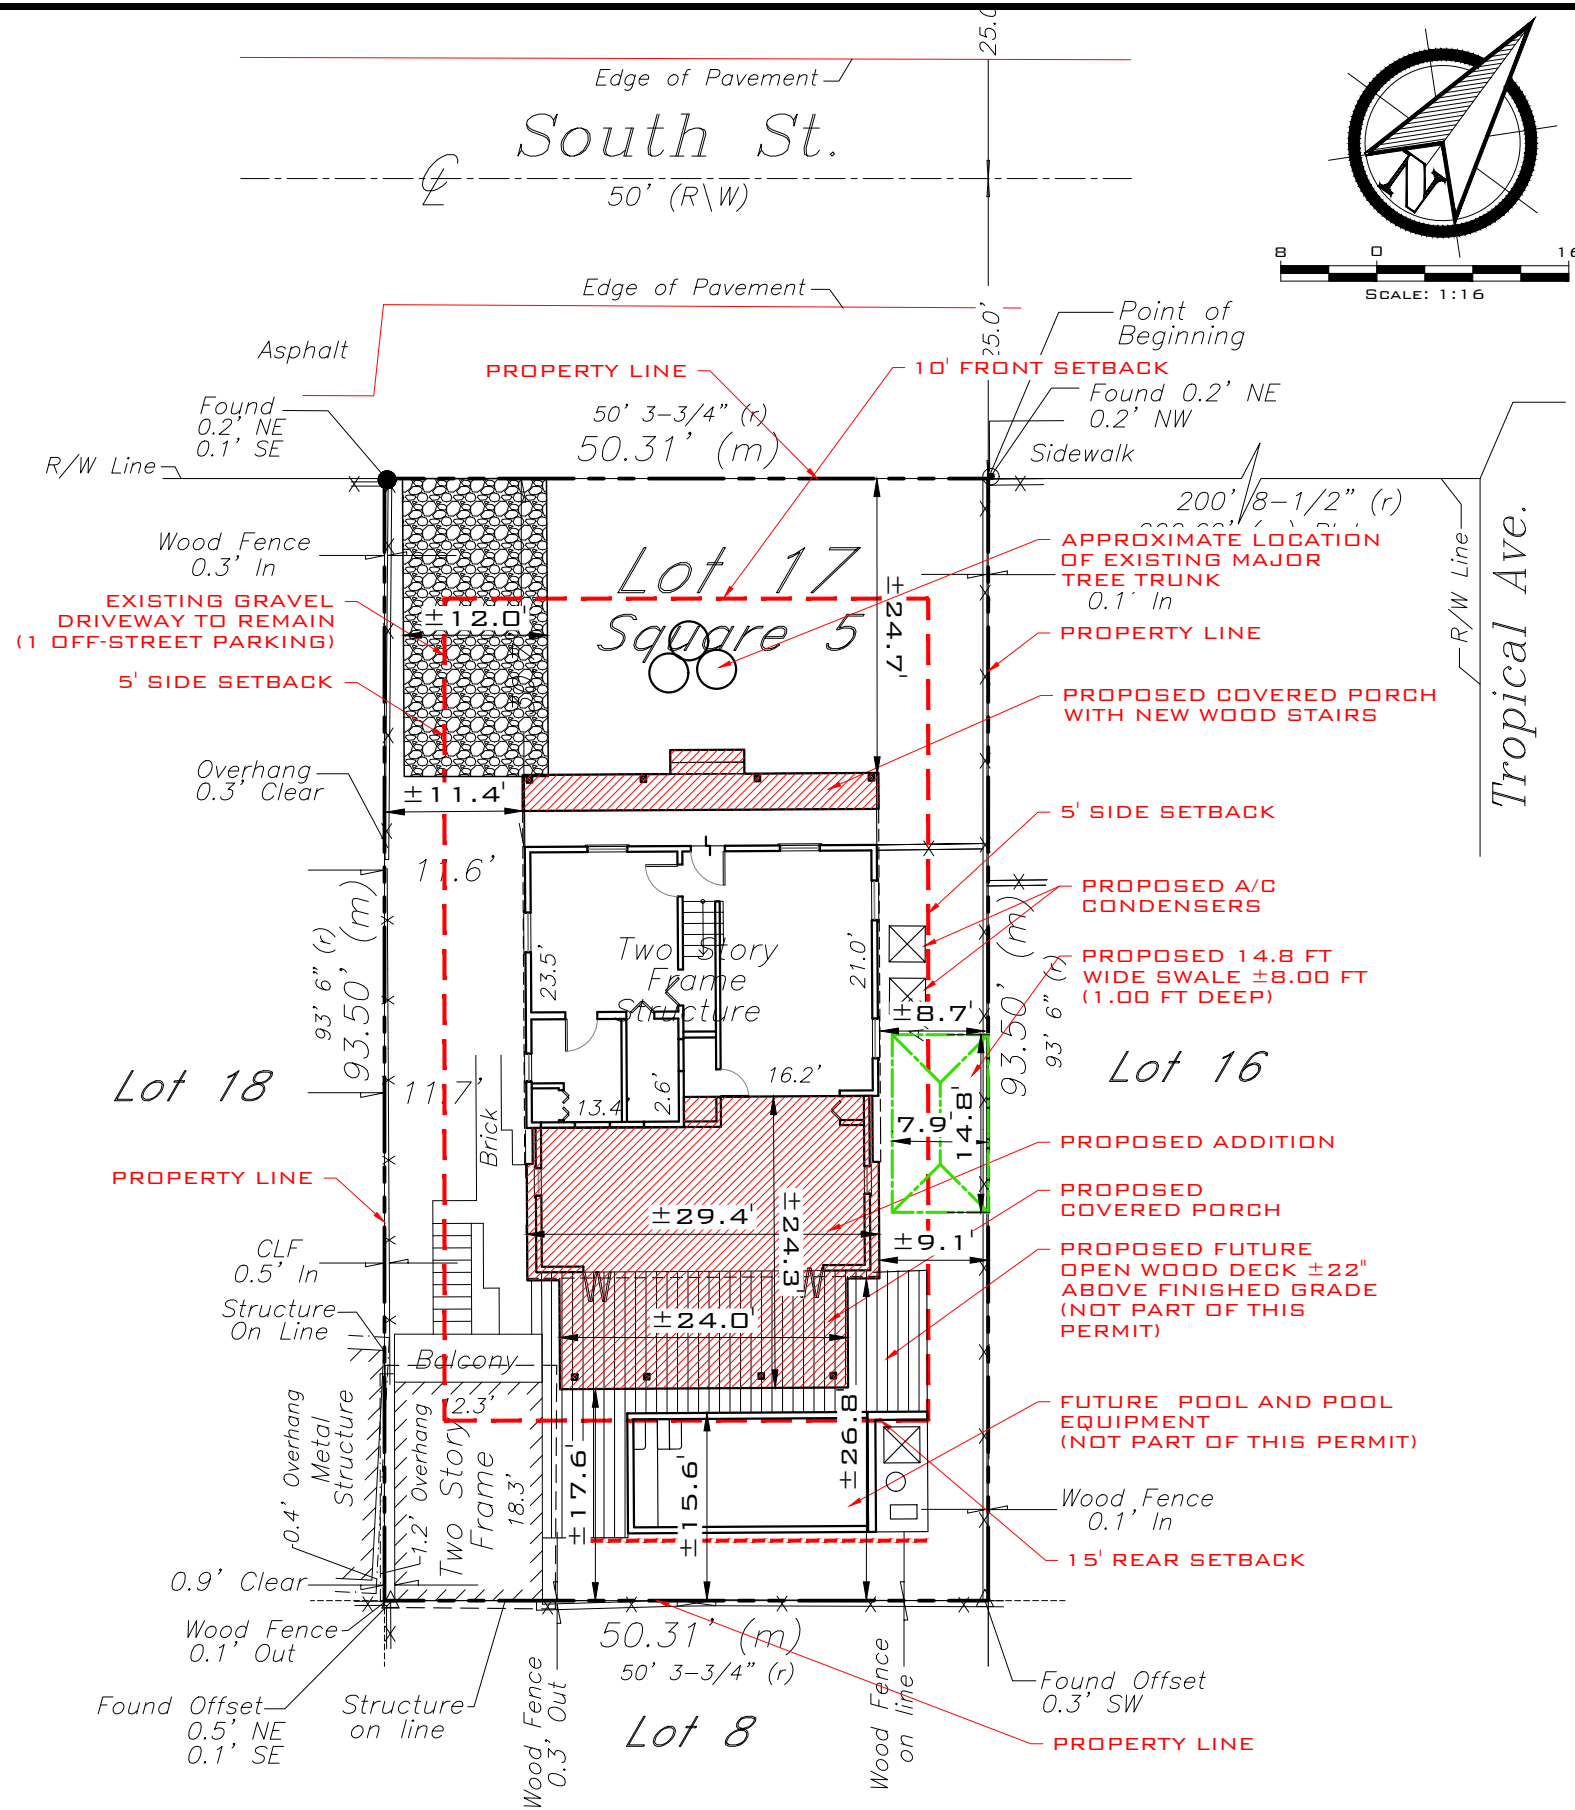 25.0'
Edge of Pavement
South St.
50' (R\W)
N
8 0 16
SCALE: 1:16
Edge of Pavement
25.0'
Point of
Beginning
Asphalt
PROPERTY LINE
10' FRONT SETBACK
Found
0.2' NE
0.1' SE
50' 3-3/4" (r)
50.31' (m)
Found 0.2' NE
0.2' NW
R/W Line
Sidewalk
200' 8-1/2" (r)
Wood Fence
0.3' In
Lot 17
Square 5
APPROXIMATE LOCATION
OF EXISTING MAJOR
TREE TRUNK
0.1' In
R/W Line
Tropical Ave.
EXISTING GRAVEL
DRIVEWAY TO REMAIN
(1 OFF-STREET PARKING)
±12.0'
±24.7'
PROPERTY LINE
5' SIDE SETBACK
PROPOSED COVERED PORCH
WITH NEW WOOD STAIRS
Overhang
0.3' Clear
±11.4'
5' SIDE SETBACK
11.6'
PROPOSED A/C
CONDENSERS
93' 6" (r)
93.50' (m)
23.5'
Two Story
Frame
Structure
21.0'
±8.7'
93.50' (m)
93' 6" (r)
PROPOSED 14.8 FT
WIDE SWALE ±8.00 FT
(1.00 FT DEEP)
Lot 18
11.7'
Brick
13.4'
2.6'
16.2'
7.9'
14.8'
Lot 16
PROPOSED ADDITION
PROPERTY LINE
±29.4'
±24.3'
±9.1'
PROPOSED
COVERED PORCH
CLF
0.5' In
Structure
On Line
±24.0'
PROPOSED FUTURE
OPEN WOOD DECK ±22"
ABOVE FINISHED GRADE
(NOT PART OF THIS
PERMIT)
Balcony
12.3'
0.4' Overhang
Metal
Structure
1.2' Overhang
Two Story
Frame
18.3'
±17.6'
±15.6'
±26.8'
FUTURE POOL AND POOL
EQUIPMENT
(NOT PART OF THIS PERMIT)
Wood Fence
0.1' In
15' REAR SETBACK
0.9' Clear
Wood Fence
0.1' Out
50.31' (m)
50' 3-3/4" (r)
Found Offset
0.5' NE
0.1' SE
Structure
on line
Wood Fence
0.3' Out
Lot 8
Wood Fence
on line
Found Offset
0.3' SW
PROPERTY LINE